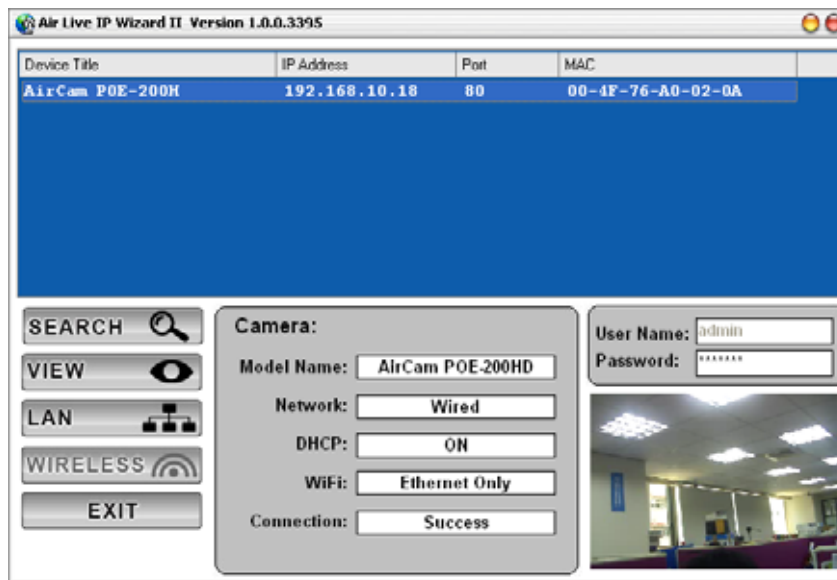 Air Live IP Wizard II Version 1.0.0.3395
Device Title IP Address Port MAC
AirCam POE-200H 192.168.10.18 80 00-4F-76-A0-02-0A
SEARCH
VIEW
LAN
WIRELESS
EXIT
Camera:
Model Name: AirCam POE-200HD
Network: Wired
DHCP: ON
WiFi: Ethernet Only
Connection: Success
User Name: admin
Password: *******